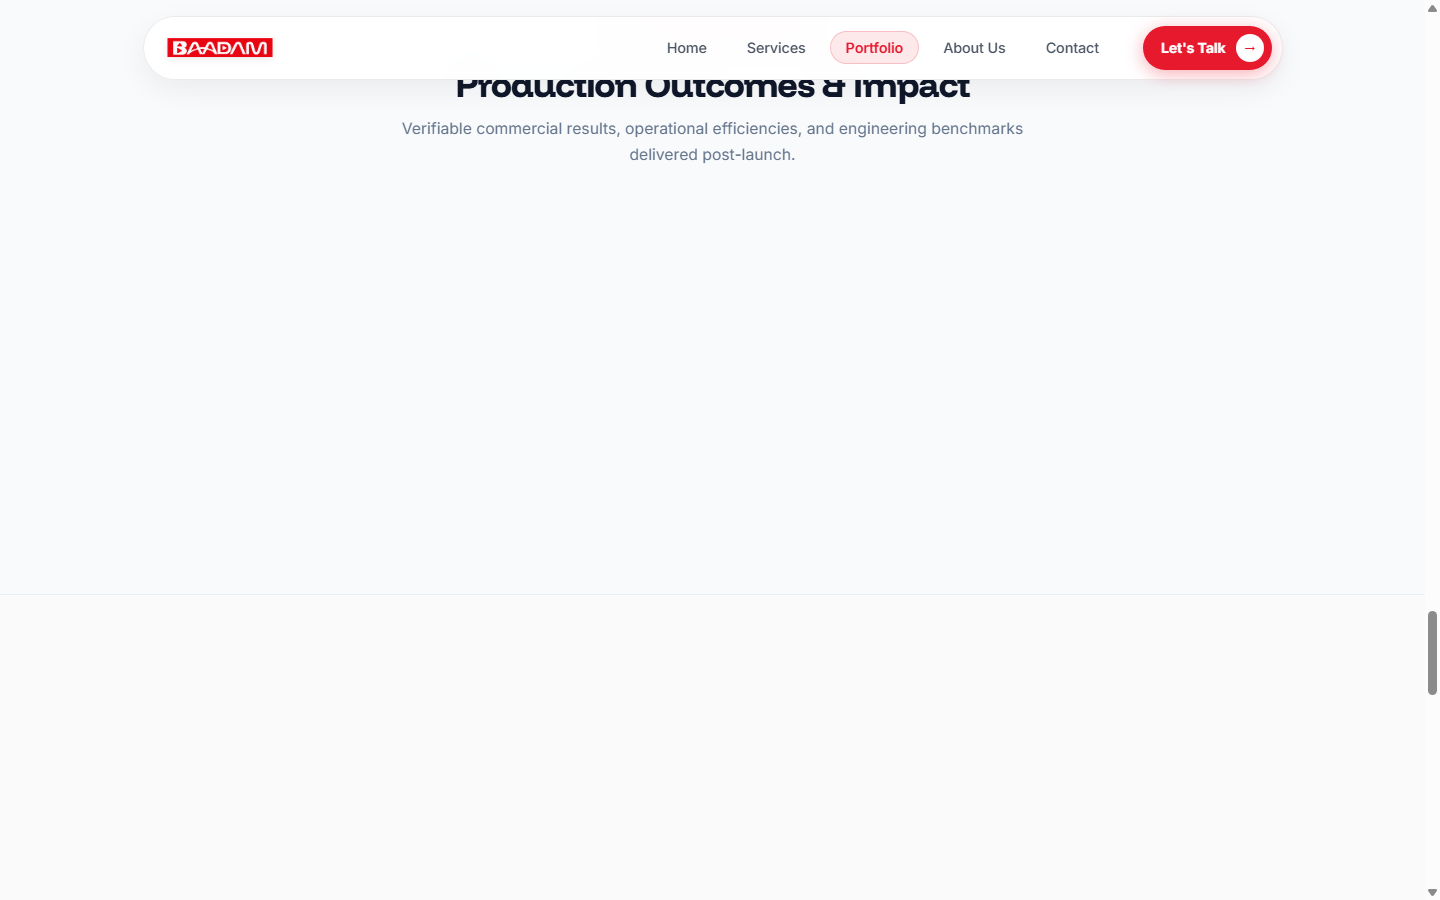 BAADAM
Home
Services
Portfolio
About Us
Contact
Let's Talk →
Production Outcomes & Impact
Verifiable commercial results, operational efficiencies, and engineering benchmarks
delivered post-launch.